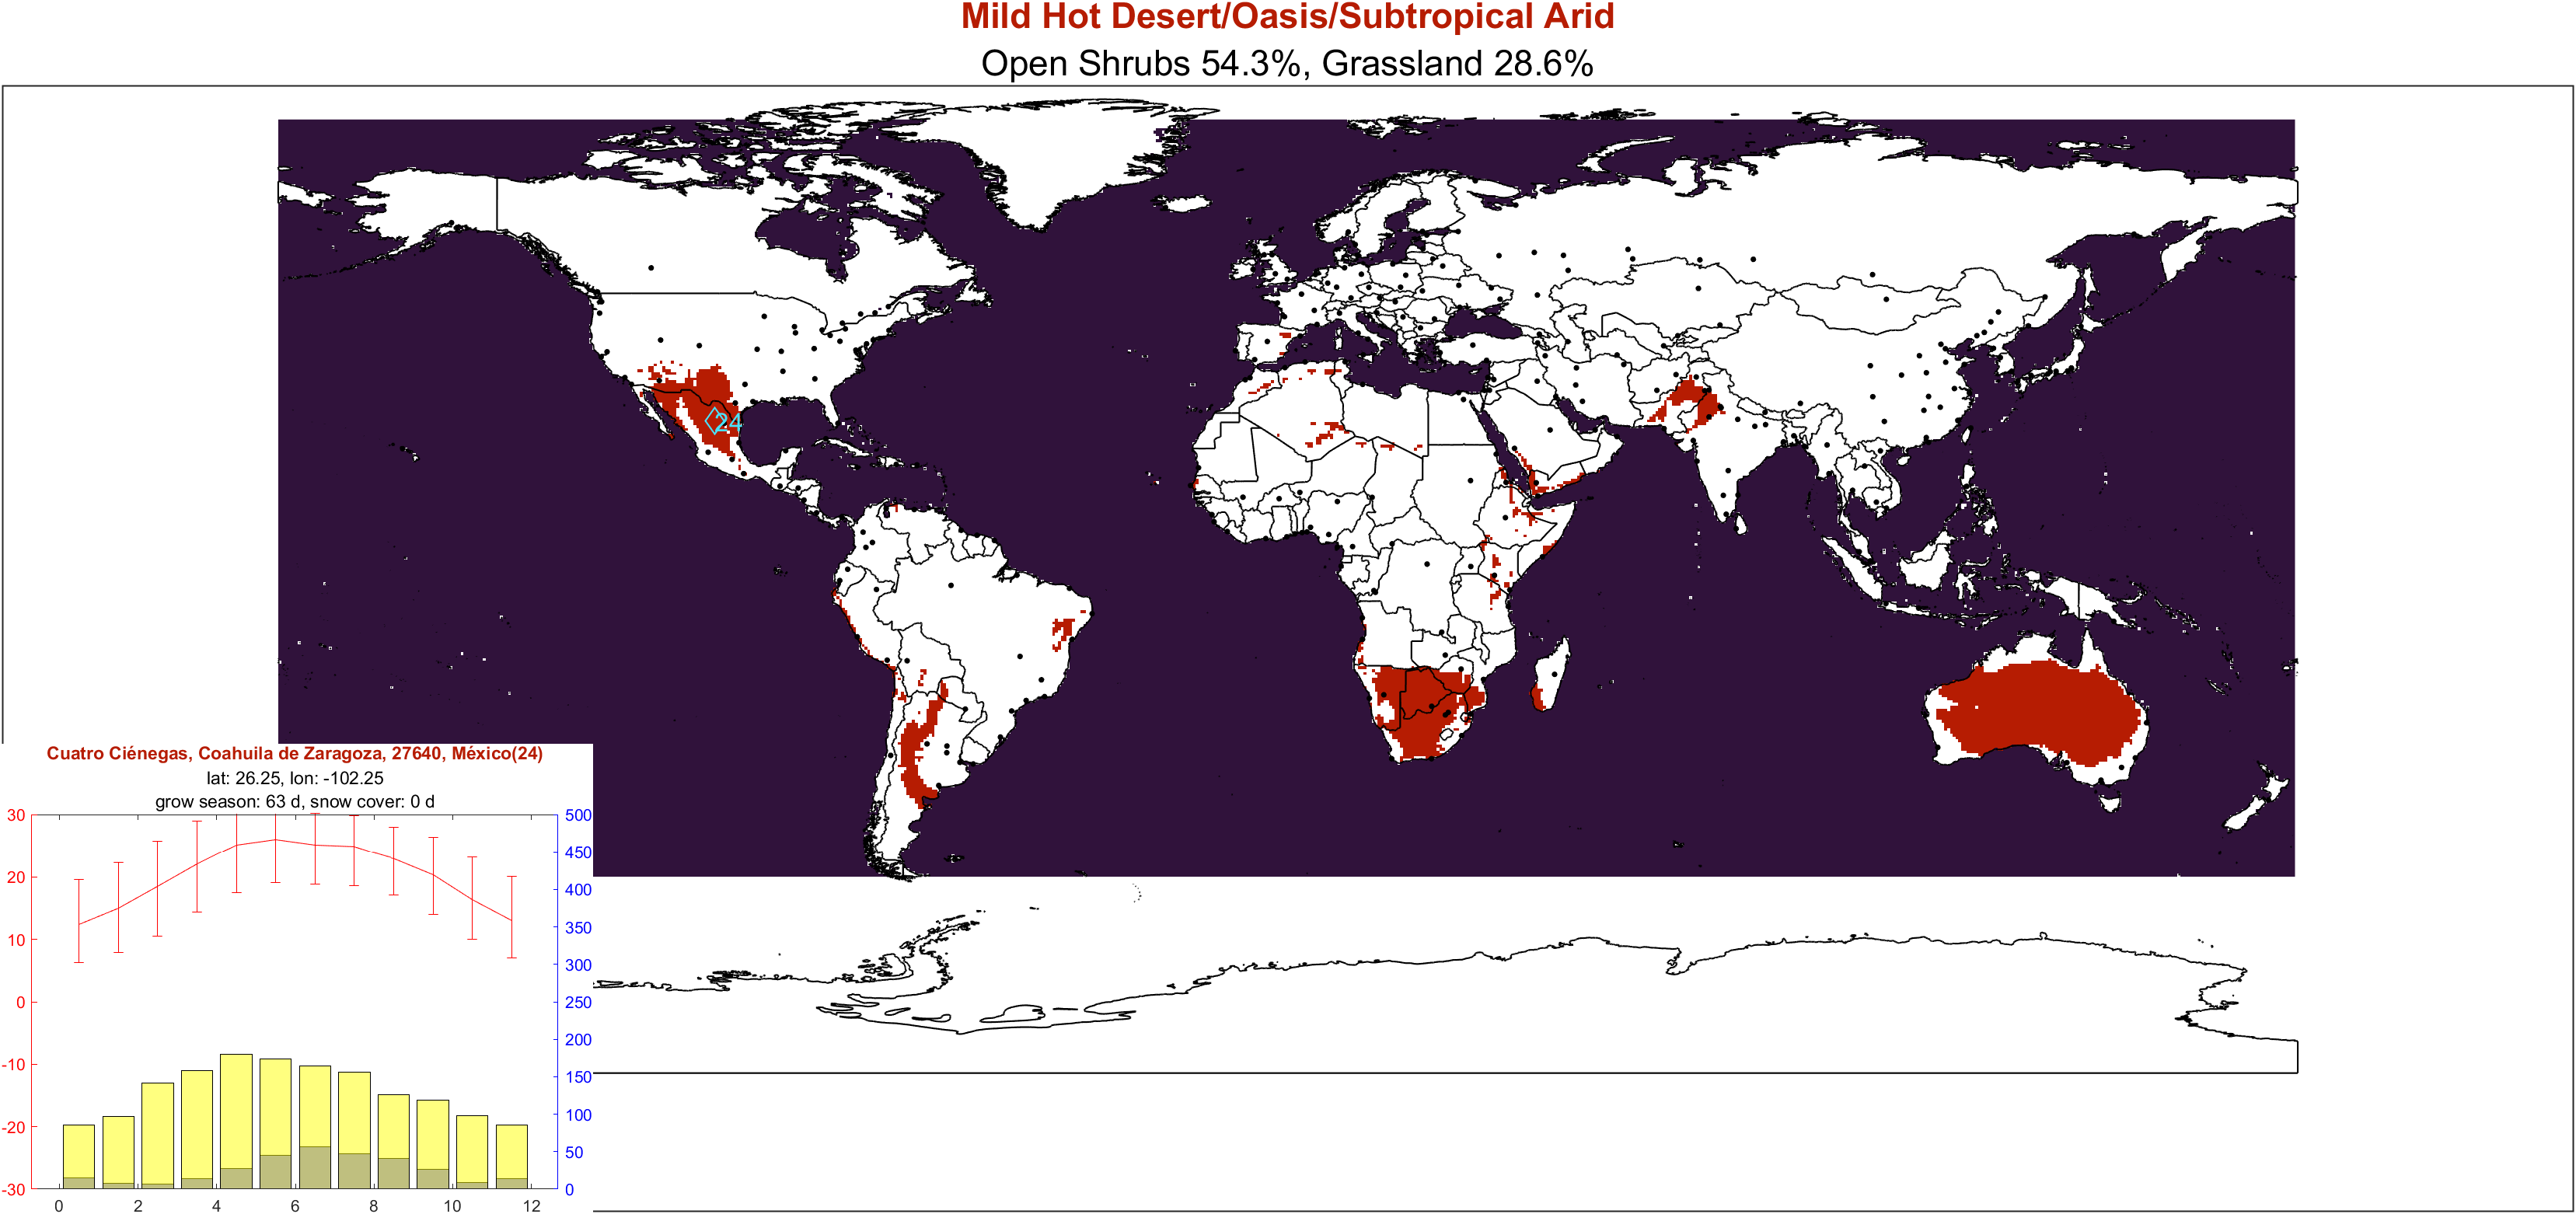 Mild Hot Desert/Oasis/Subtropical Arid
Open Shrubs 54.3%, Grassland 28.6%
24
Cuatro Ciénegas, Coahuila de Zaragoza, 27640, México(24)
lat: 26.25, lon: -102.25
grow season: 63 d, snow cover: 0 d
30 500
450
20 400
350
10 300
0 250
200
-10 150
100
-20 50
-30 0
0 2 4 6 8 10 12